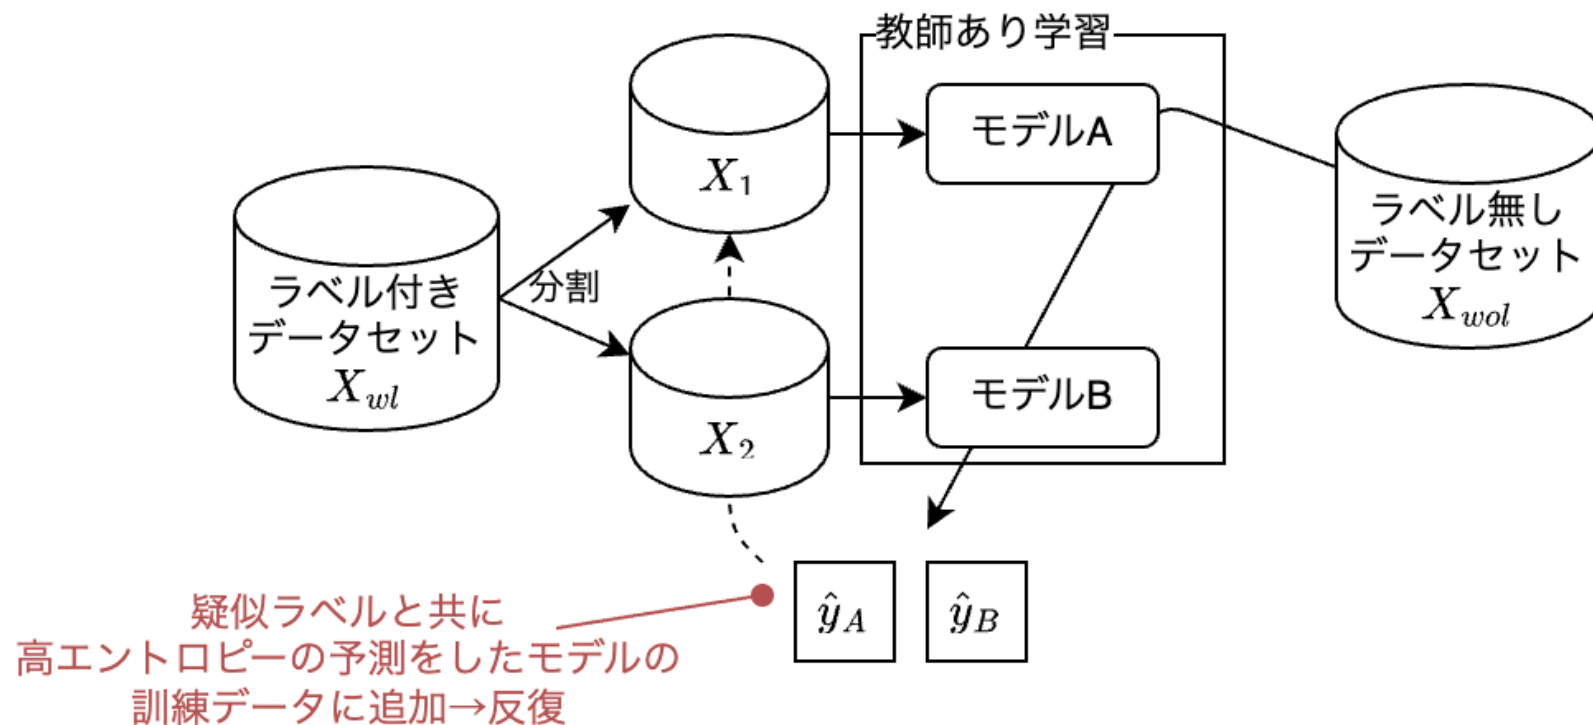 教師あり学習
モデルA
X₁
ラベル無し
データセット
X_{wol}
分割
ラベル付き
データセット
X_{wl}
モデルB
X₂
ŷ_A
ŷ_B
疑似ラベルと共に
高エントロピーの予測をしたモデルの
訓練データに追加→反復